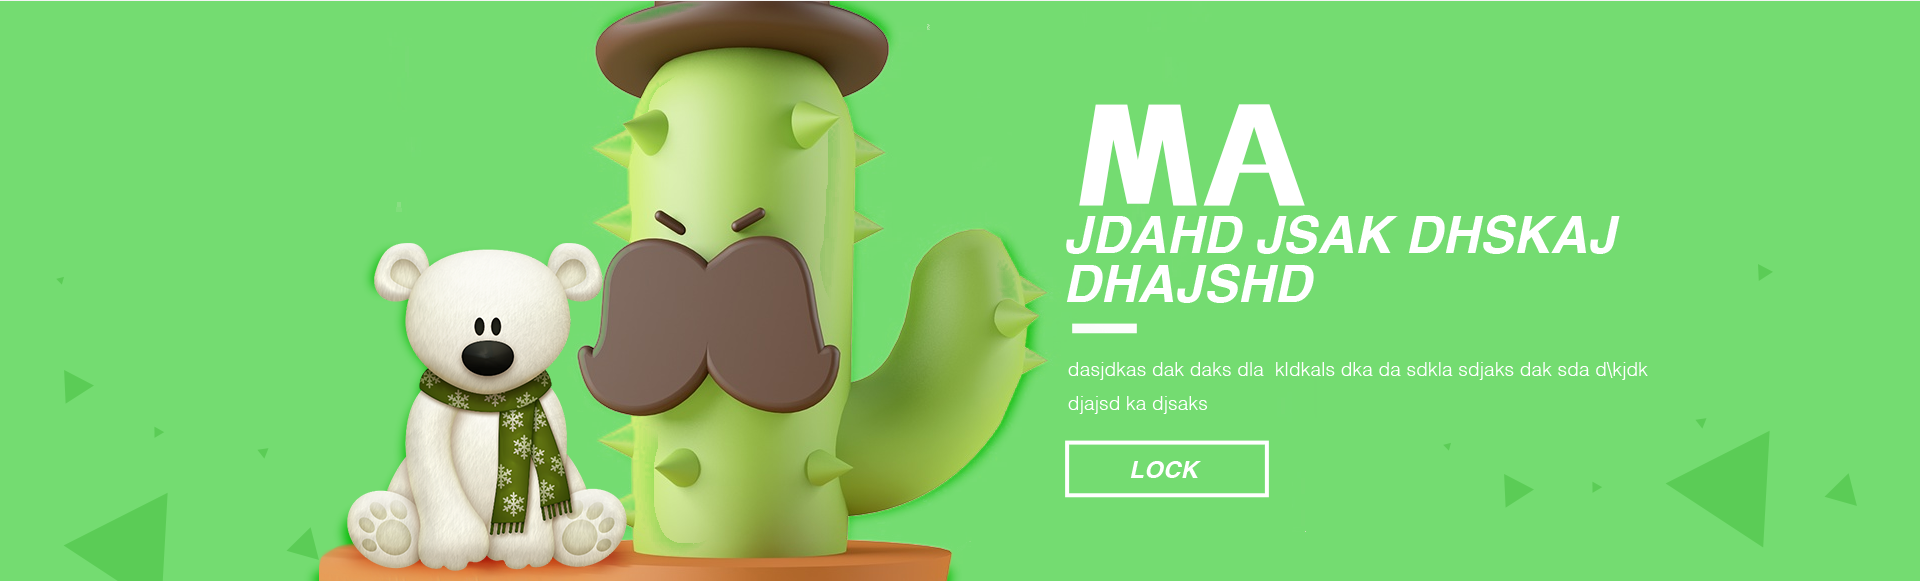 MA
JDAHD JSAK DHSKAJ
DHAJSHD
dasjdkas dak daks dla  kldkals dka da sdkla sdjaks dak sda d\kjdk
djajsd ka djsaks
LOCK